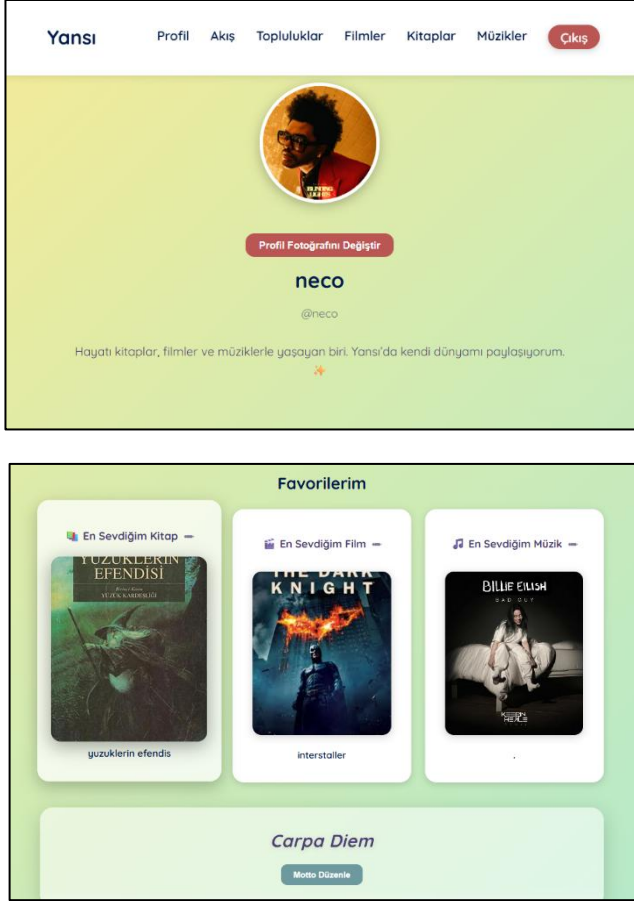 Yansı Profil Akış Topluluklar Filmler Kitaplar Müzikler Çıkış
BLINDING
LIGHTS
Profil Fotoğrafını Değiştir
neco
@neco
Hayatı kitaplar, filmler ve müziklerle yaşayan biri. Yansı'da kendi dünyamı paylaşıyorum.
✨
Favorilerim
📚 En Sevdiğim Kitap
YÜZÜKLERİN
EFENDİSİ
YÜZÜK KARDEŞLİĞİ
yuzuklerin efendis
🎬 En Sevdiğim Film
THE DARK
KNIGHT
interstaller
🎵 En Sevdiğim Müzik
BILLIE EILISH
BAD GUY
.
Carpa Diem
Motto Düzenle